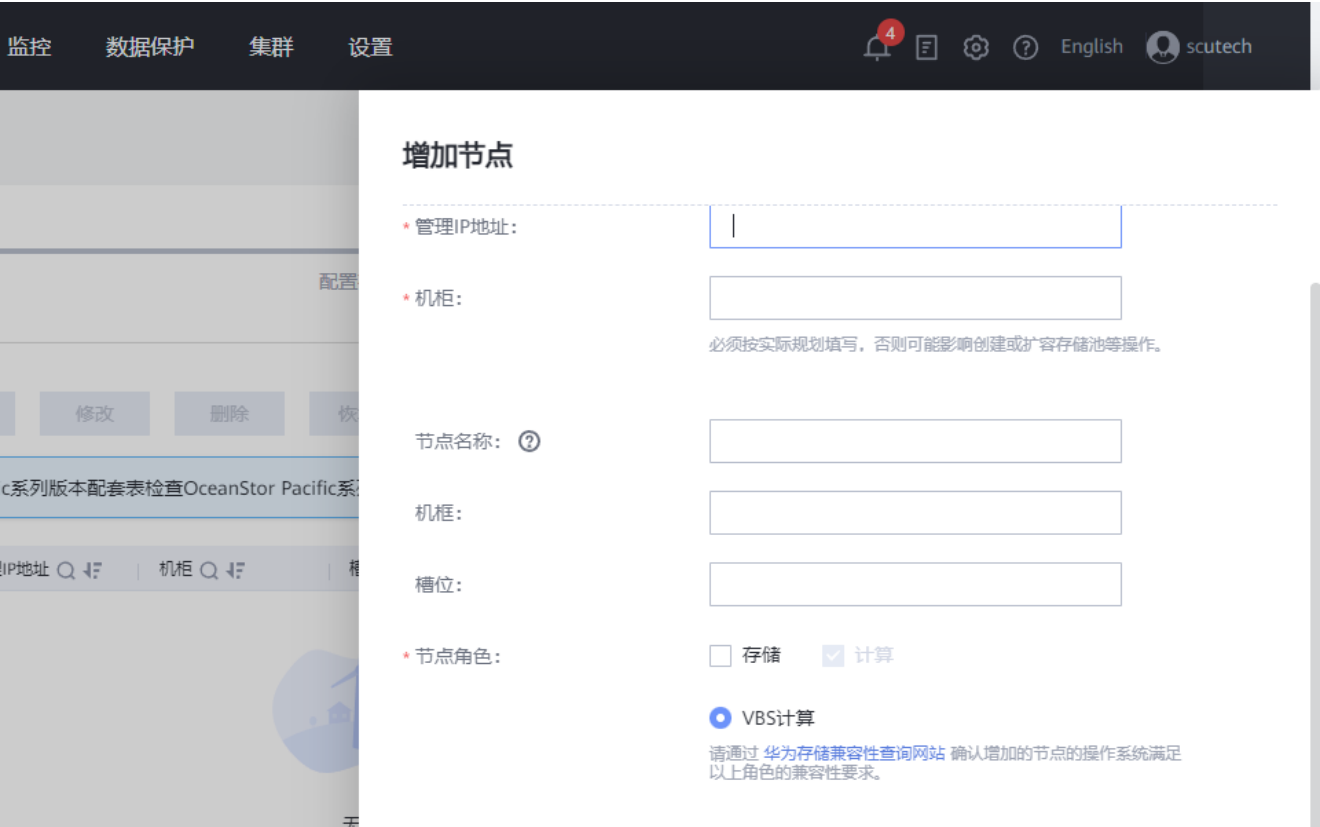 监控 数据保护 集群 设置 4 English scutech
增加节点
* 管理IP地址：
配置
* 机柜：
必须按实际规划填写，否则可能影响创建或扩容存储池等操作。
修改 删除 恢
节点名称： ?
c系列版本配套表检查OceanStor Pacific系
机框：
IP地址 机柜
槽位：
* 节点角色： 存储 计算
VBS计算
请通过 华为存储兼容性查询网站 确认增加的节点的操作系统满足
以上角色的兼容性要求。